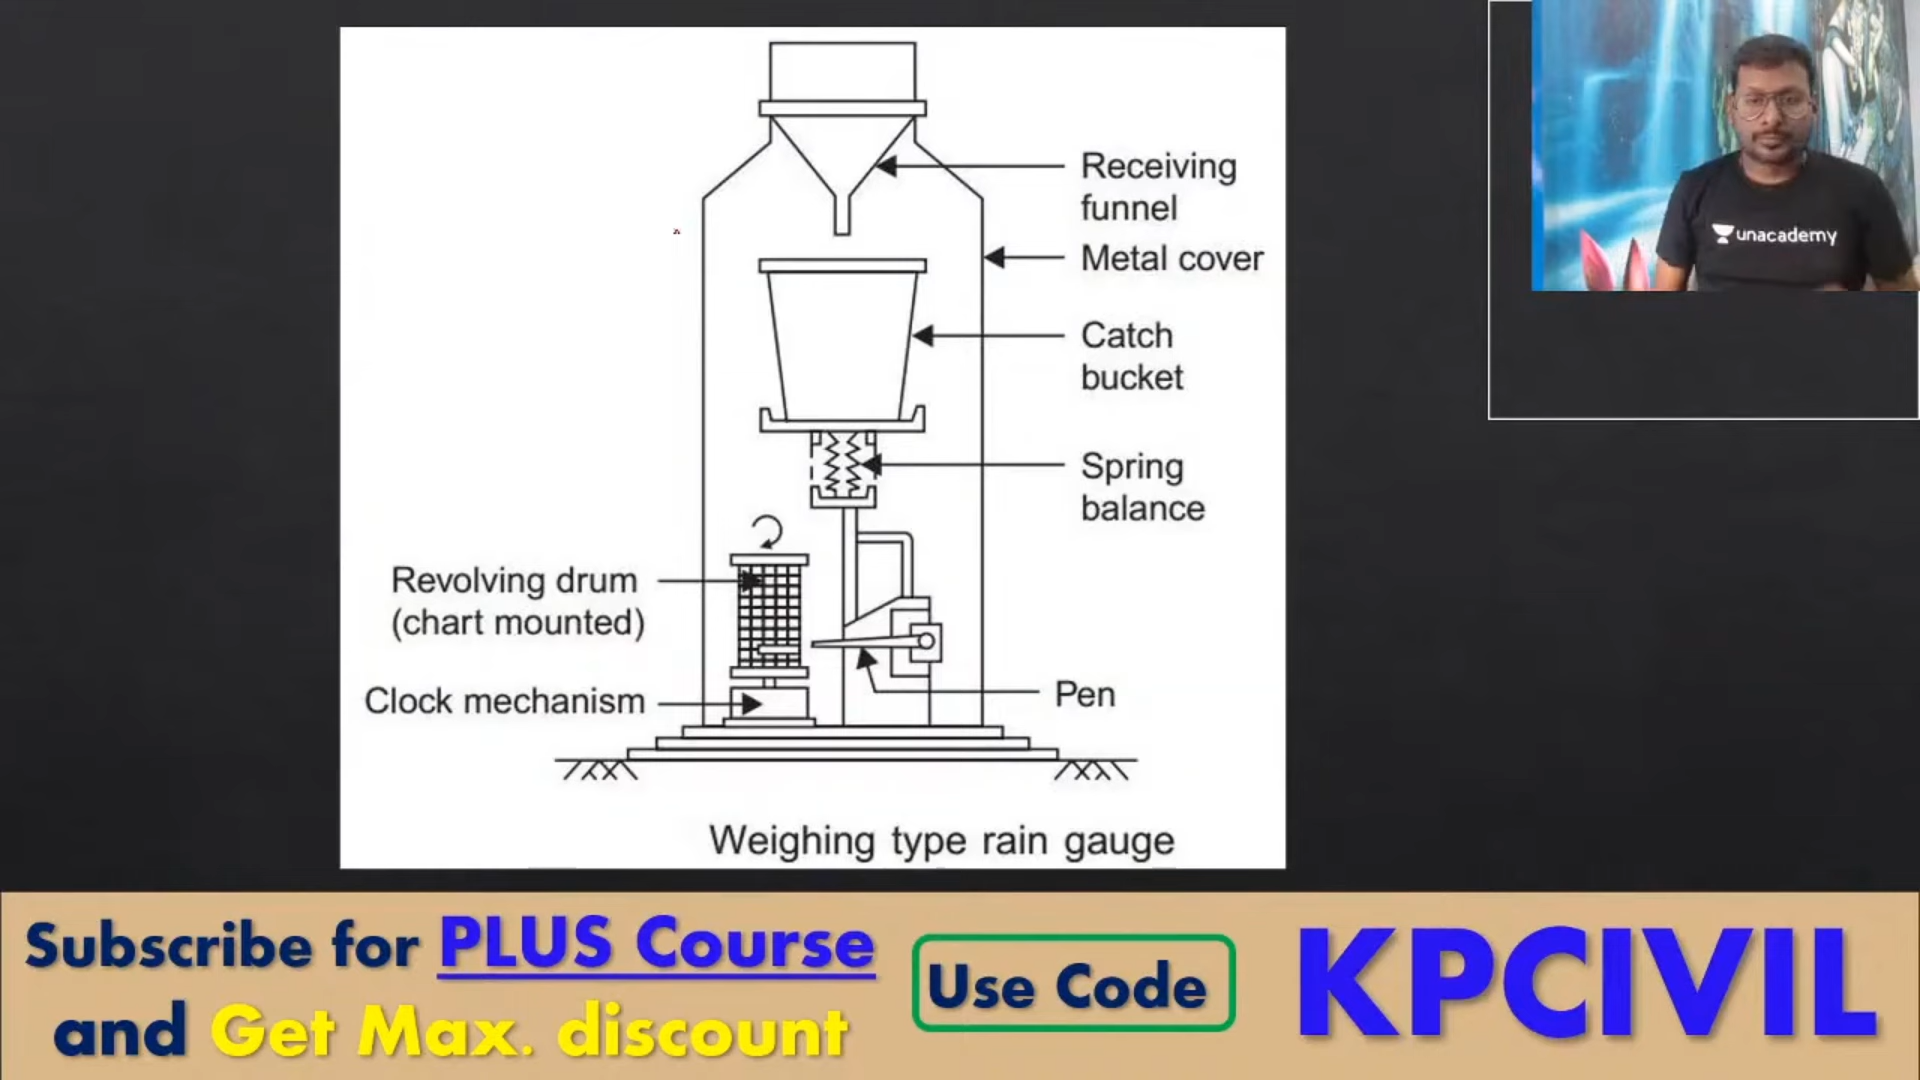 Receiving
funnel
Metal cover
Catch
bucket
Spring
balance
Revolving drum
(chart mounted)
Clock mechanism
Pen
Weighing type rain gauge
unacademy
Subscribe for PLUS Course
and Get Max. discount
Use Code
KPCIVIL